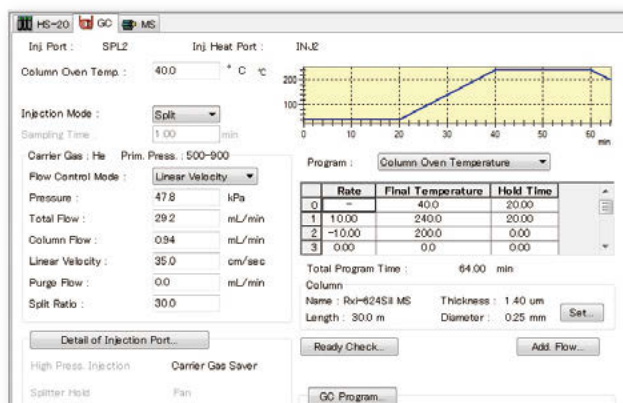 HS-20 GC MS
Inj. Port : SPL2 Inj. Heat Port : INJ2
Column Oven Temp. : 40.0 ° C ℃
Injection Mode : Split
Sampling Time : 1.00 min
Carrier Gas : He Prim. Press. : 500-900
Flow Control Mode : Linear Velocity
Pressure : 47.8 kPa
Total Flow : 29.2 mL/min
Column Flow : 0.94 mL/min
Linear Velocity : 35.0 cm/sec
Purge Flow : 0.0 mL/min
Split Ratio : 30.0
Detail of Injection Port...
High Press. Injection Carrier Gas Saver
Splitter Hold Fan
200
100
0 10 20 30 40 50 60
min
Program : Column Oven Temperature
Rate Final Temperature Hold Time
0 - 40.0 20.00
1 10.00 240.0 20.00
2 -10.00 200.0 0.00
3 0.00 0.0 0.00
Total Program Time : 64.00 min
Column
Name : Rxi-624Sil MS Thickness : 1.40 um
Length : 30.0 m Diameter : 0.25 mm Set...
Ready Check... Add. Flow...
GC Program...